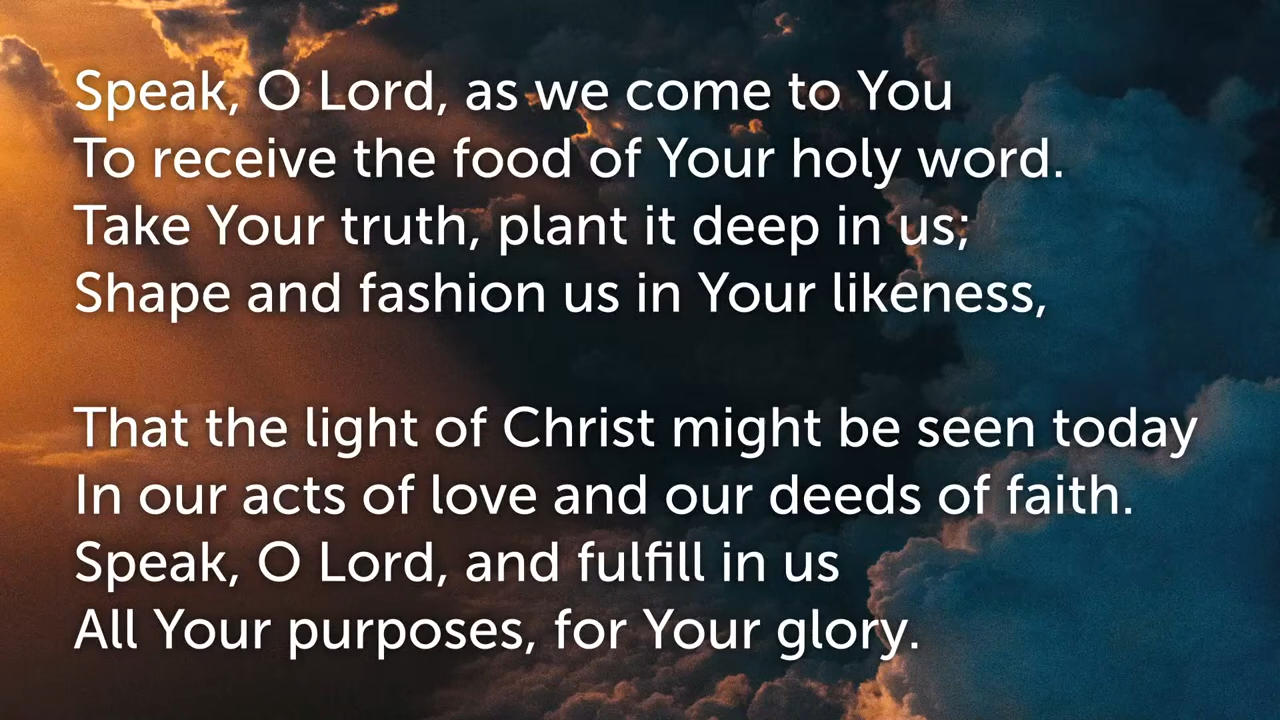 Speak, O Lord, as we come to You
To receive the food of Your holy word.
Take Your truth, plant it deep in us;
Shape and fashion us in Your likeness,
That the light of Christ might be seen today
In our acts of love and our deeds of faith.
Speak, O Lord, and fulfill in us
All Your purposes, for Your glory.